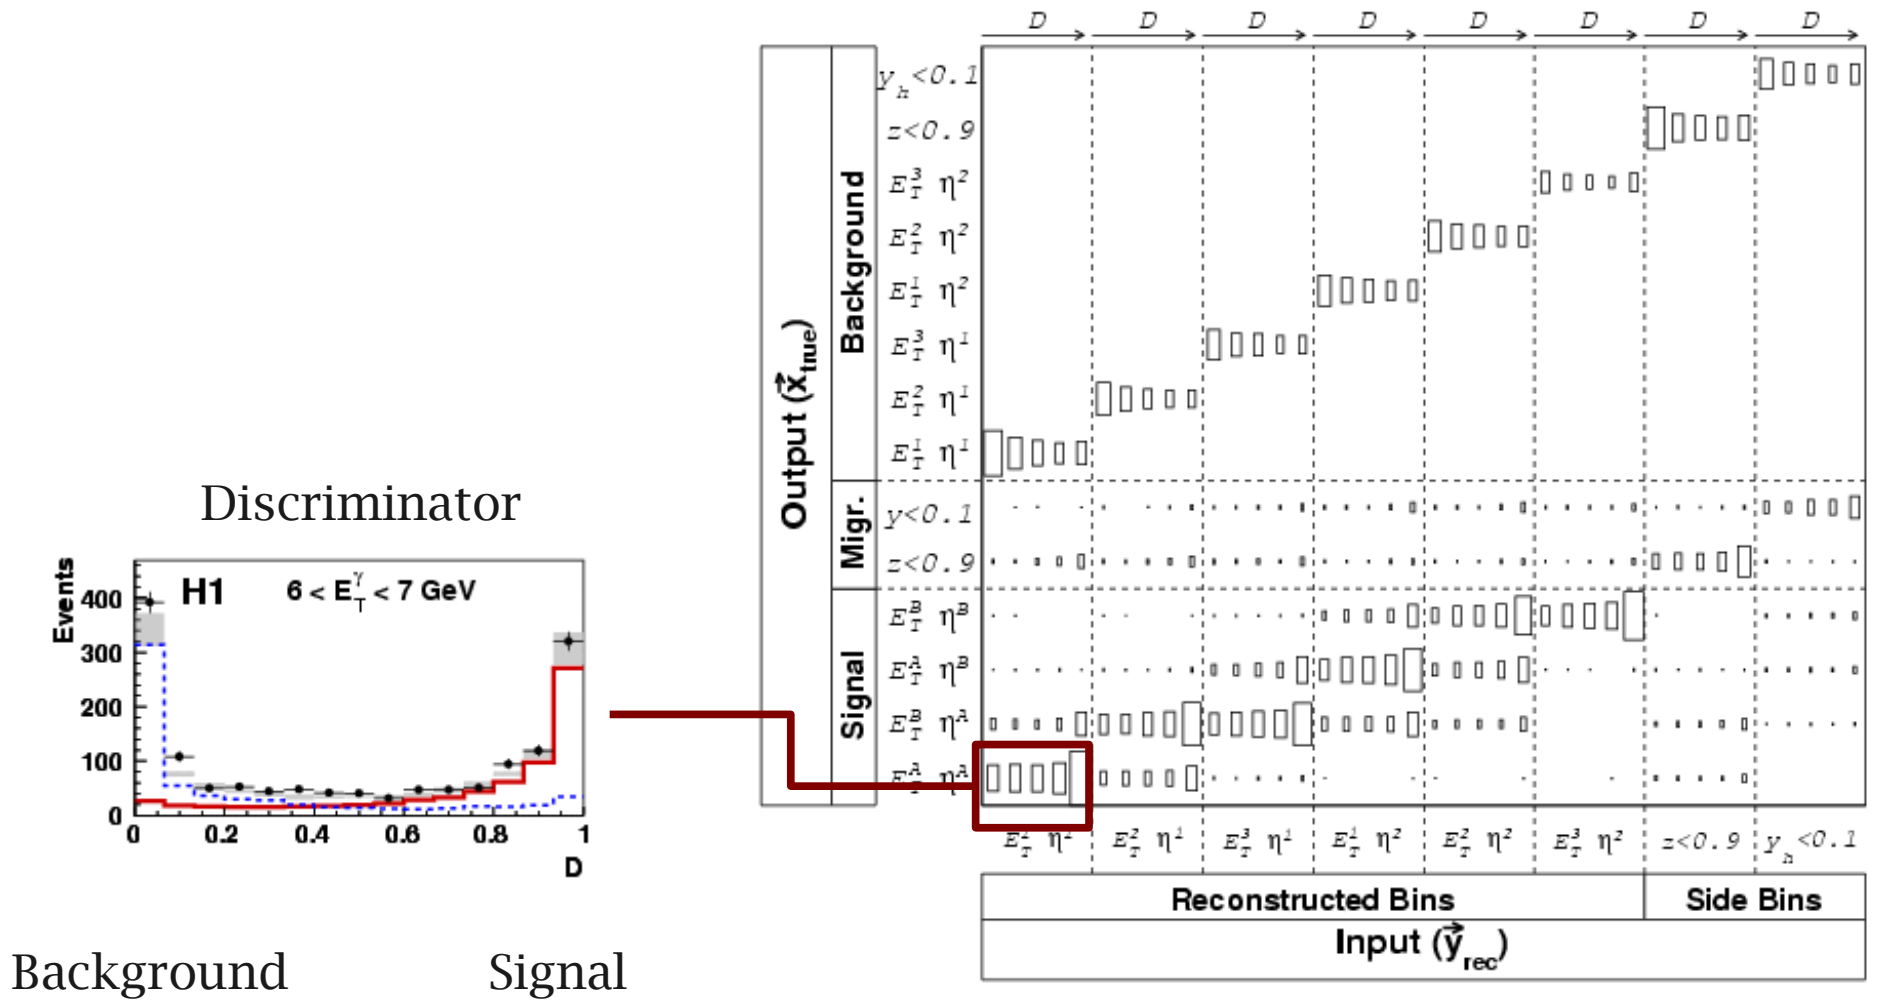 D D D D D D D D
y_h<0.1
z<0.9
E_T^3 η^2
E_T^2 η^2
E_T^1 η^2
E_T^3 η^1
E_T^2 η^1
E_T^1 η^1
y<0.1
z<0.9
E_T^B η^B
E_T^A η^B
E_T^B η^A
E_T^A η^A
Background
Migr.
Signal
Output (x⃗_true)
E_T^1 η^1 E_T^2 η^1 E_T^3 η^1 E_T^1 η^2 E_T^2 η^2 E_T^3 η^2 z<0.9 y_h<0.1
Reconstructed Bins Side Bins
Input (y⃗_rec)
Discriminator
H1 6 < E_T^γ < 7 GeV
Events
400
300
200
100
0
0 0.2 0.4 0.6 0.8 1
D
Background Signal